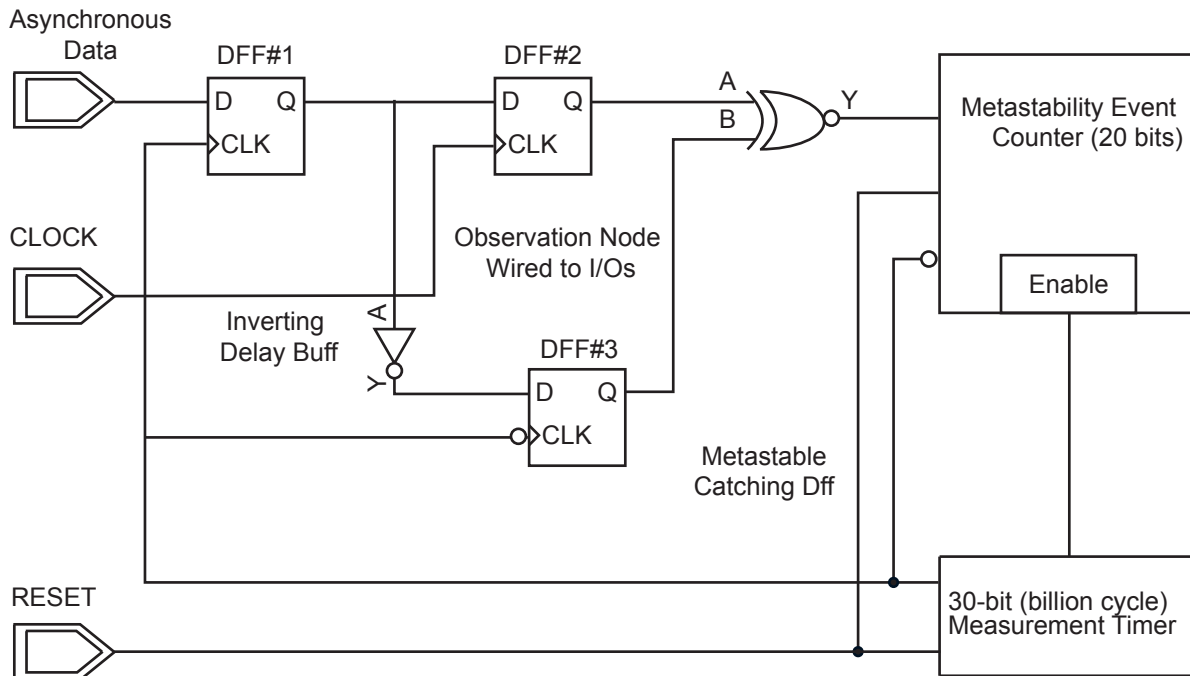 Asynchronous
Data
DFF#1
DFF#2
D Q
CLK
D Q
CLK
A
B
Y
Metastability Event
Counter (20 bits)
CLOCK
Observation Node
Wired to I/Os
Enable
Inverting
Delay Buff
A
Y
DFF#3
D Q
CLK
Metastable
Catching Dff
RESET
30-bit (billion cycle)
Measurement Timer